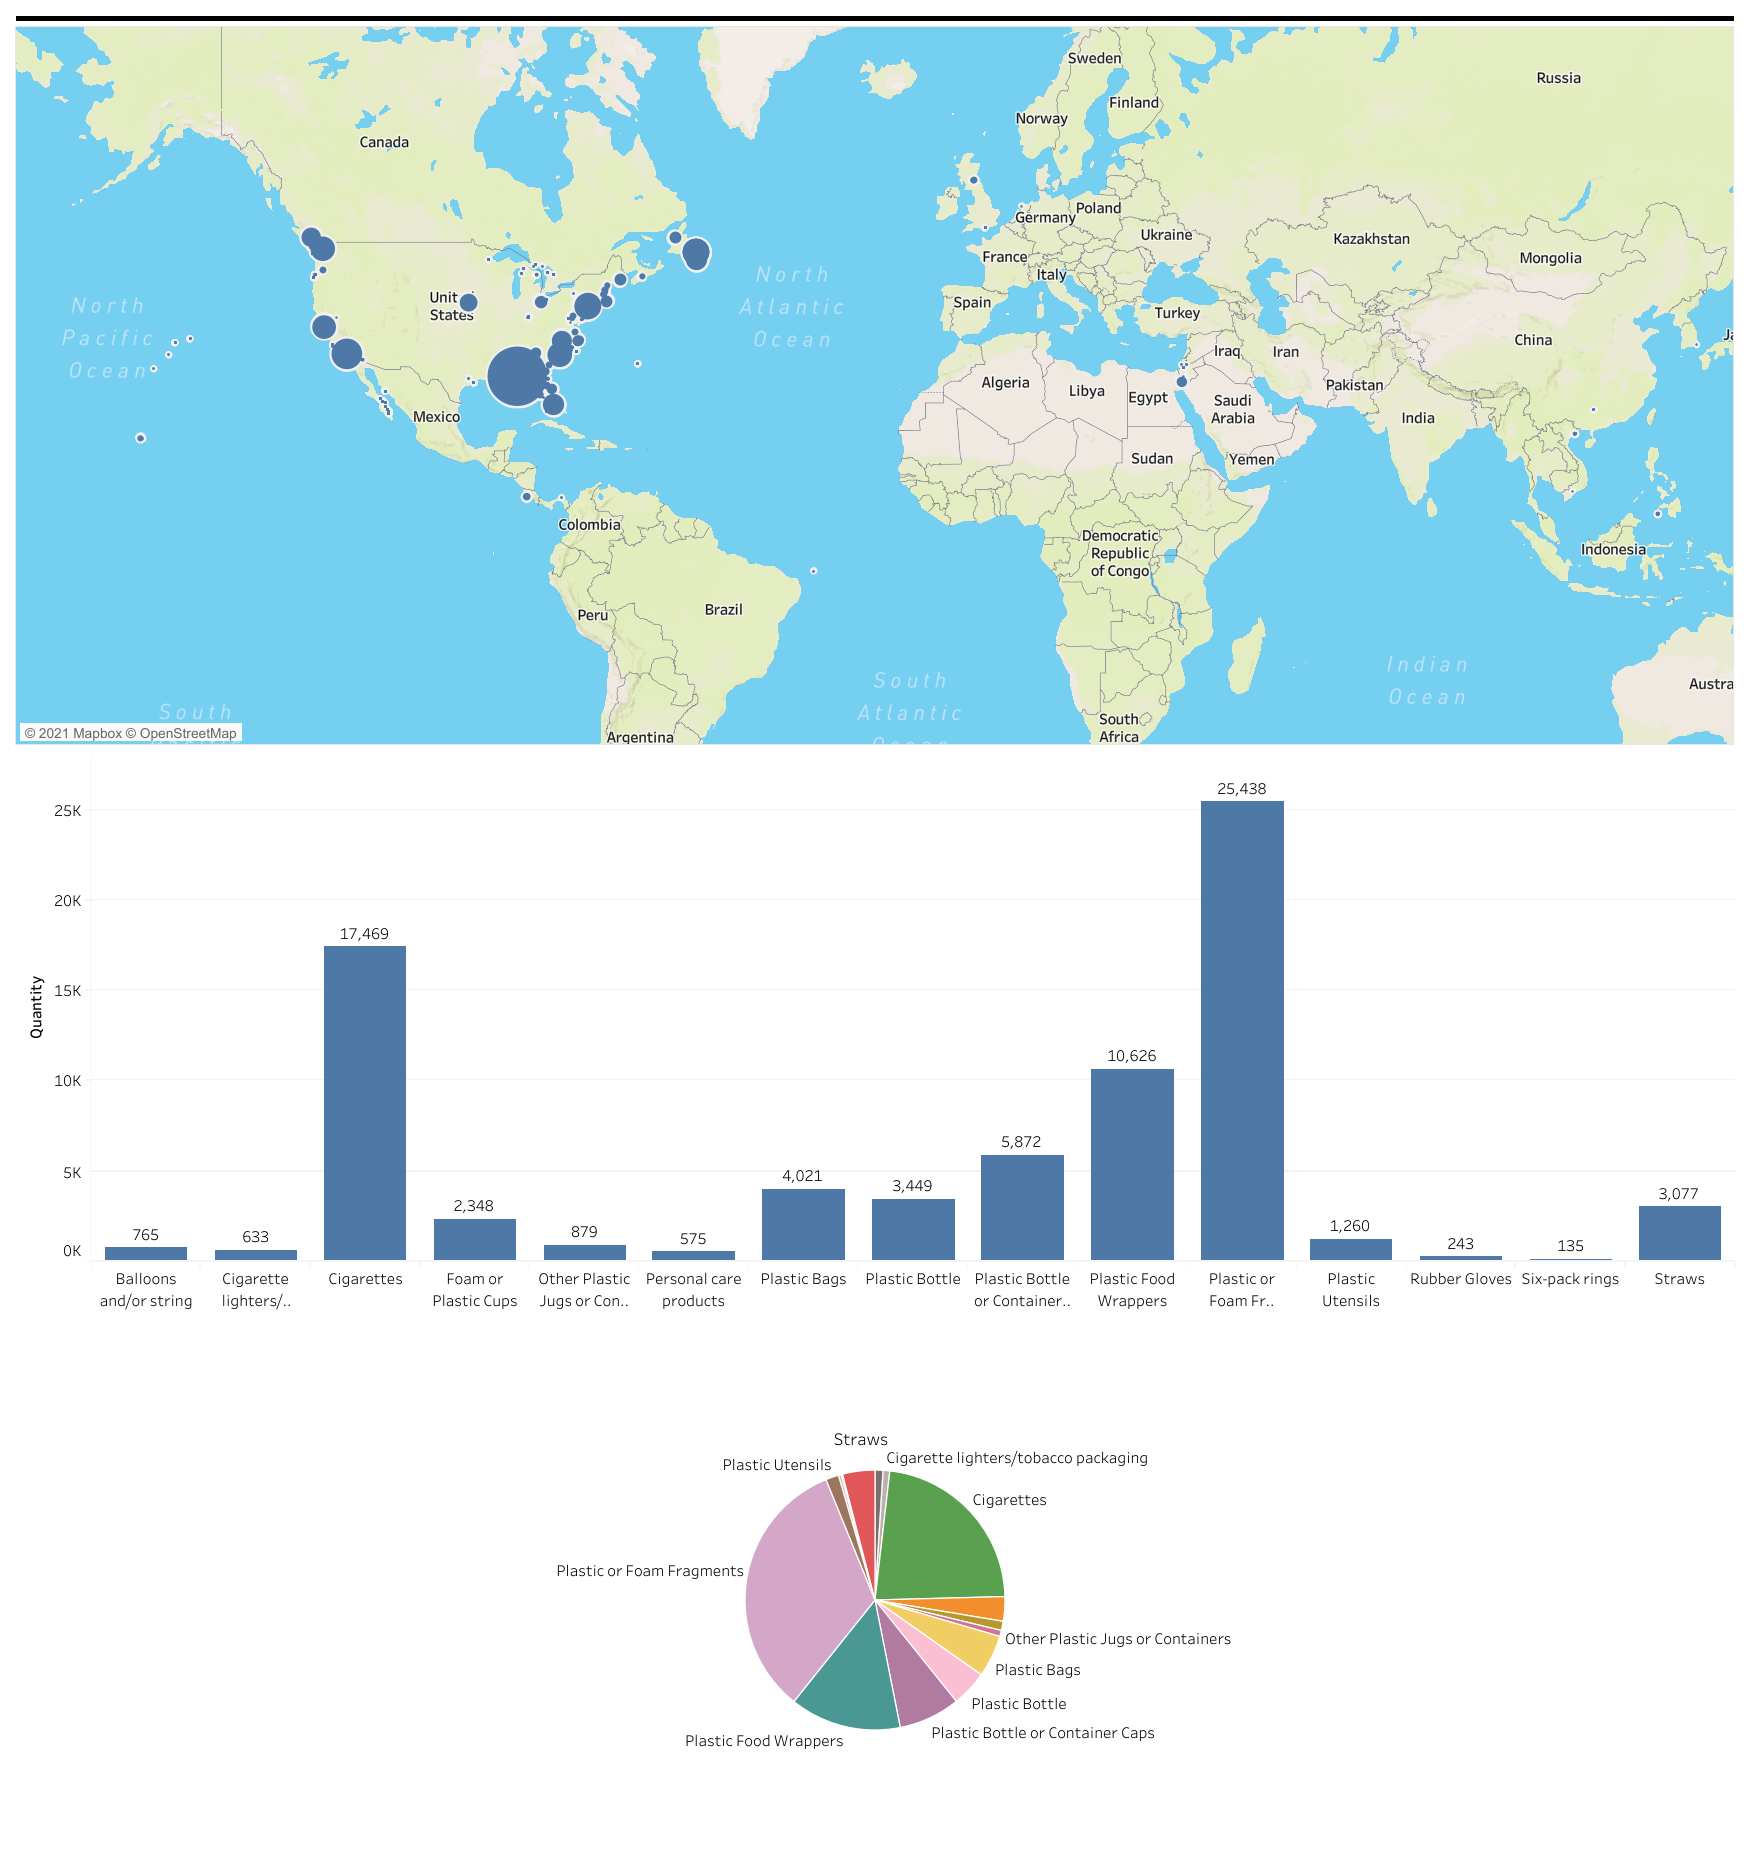 Sweden
Russia
Finland
Norway
Canada
Poland
Germany
Ukraine
Kazakhstan
France
Mongolia
Italy
North
Atlantic
Ocean
North
Pacific
Ocean
Unit
States
Spain
Turkey
China
Iraq
Iran
Algeria
Libya
Egypt
Pakistan
Saudi
Arabia
India
Mexico
Sudan
Yemen
Colombia
Democratic
Republic
of Congo
Indonesia
Peru
Brazil
Indian
Ocean
South
Atlantic
Ocean
Austra
South
South
Africa
Argentina
© 2021 Mapbox © OpenStreetMap
Quantity
25K
20K
15K
10K
5K
0K
765
633
17,469
2,348
879
575
4,021
3,449
5,872
10,626
25,438
1,260
243
135
3,077
Balloons
and/or string
Cigarette
lighters/..
Cigarettes
Foam or
Plastic Cups
Other Plastic
Jugs or Con..
Personal care
products
Plastic Bags
Plastic Bottle
Plastic Bottle
or Container..
Plastic Food
Wrappers
Plastic or
Foam Fr..
Plastic
Utensils
Rubber Gloves
Six-pack rings
Straws
Straws
Cigarette lighters/tobacco packaging
Plastic Utensils
Cigarettes
Plastic or Foam Fragments
Other Plastic Jugs or Containers
Plastic Bags
Plastic Bottle
Plastic Bottle or Container Caps
Plastic Food Wrappers